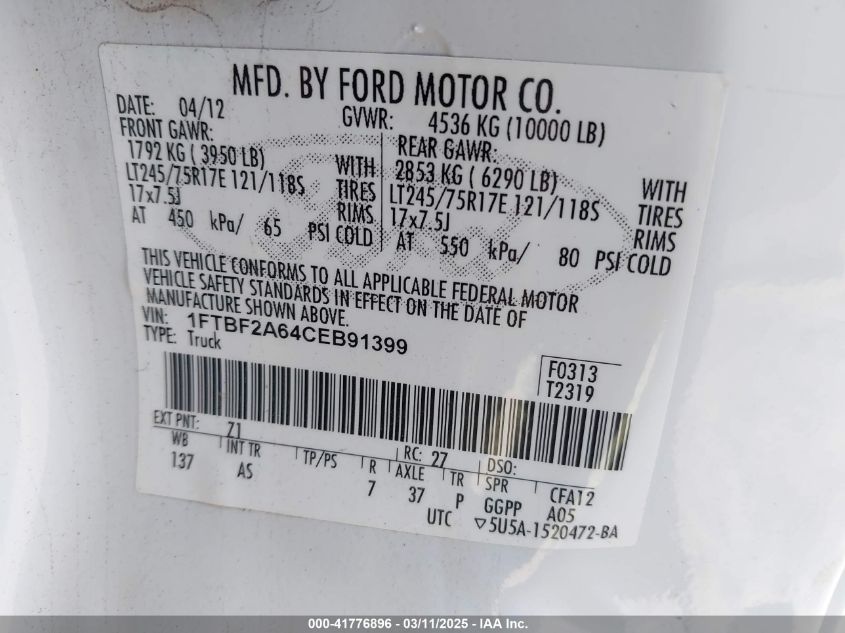 MFD. BY FORD MOTOR CO.
DATE: 04/12 GVWR: 4536 KG (10000 LB)
FRONT GAWR: REAR GAWR:
1792 KG ( 3950 LB) WITH 2853 KG ( 6290 LB) WITH
LT245/75R17E 121/118S TIRES LT245/75R17E 121/118S TIRES
17x7.5J RIMS 17x7.5J RIMS
AT 450 kPa/ 65 PSI COLD AT 550 kPa/ 80 PSI COLD
THIS VEHICLE CONFORMS TO ALL APPLICABLE FEDERAL MOTOR
VEHICLE SAFETY STANDARDS IN EFFECT ON THE DATE OF
MANUFACTURE SHOWN ABOVE.
VIN: 1FTBF2A64CEB91399
TYPE: Truck
F0313
T2319
EXT PNT: Z1 RC: 27 DSO:
WB INT TR TP/PS R AXLE TR SPR CFA12
137 AS 7 37 P GGPP A05
UTC ▽5U5A-1520472-BA
000-41776896 / 03/11/2025 - IAA Inc.